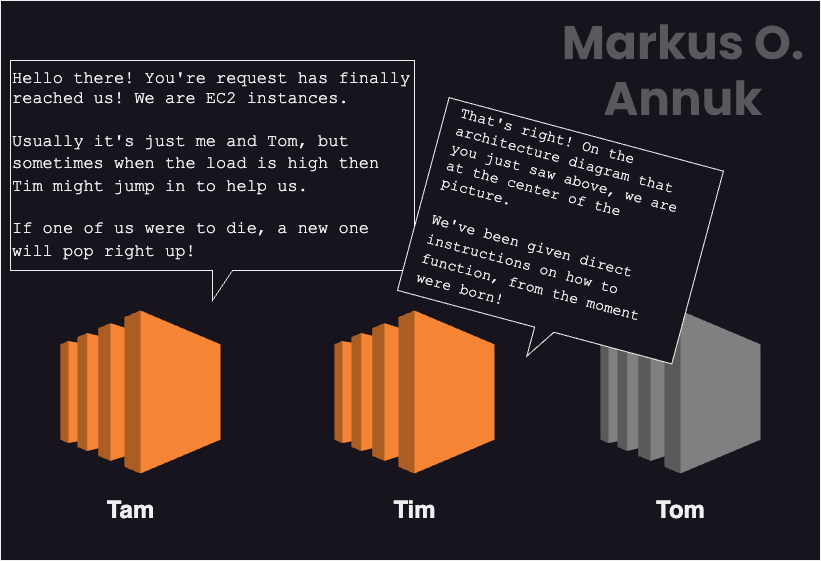 Markus O.
Annuk
Hello there! You're request has finally
reached us! We are EC2 instances.
Usually it's just me and Tom, but
sometimes when the load is high then
Tim might jump in to help us.
If one of us were to die, a new one
will pop right up!
That's right! On the
architecture diagram that
you just saw above, we are
at the center of the
picture.
We've been given direct
instructions on how to
function, from the moment
were born!
Tam
Tim
Tom